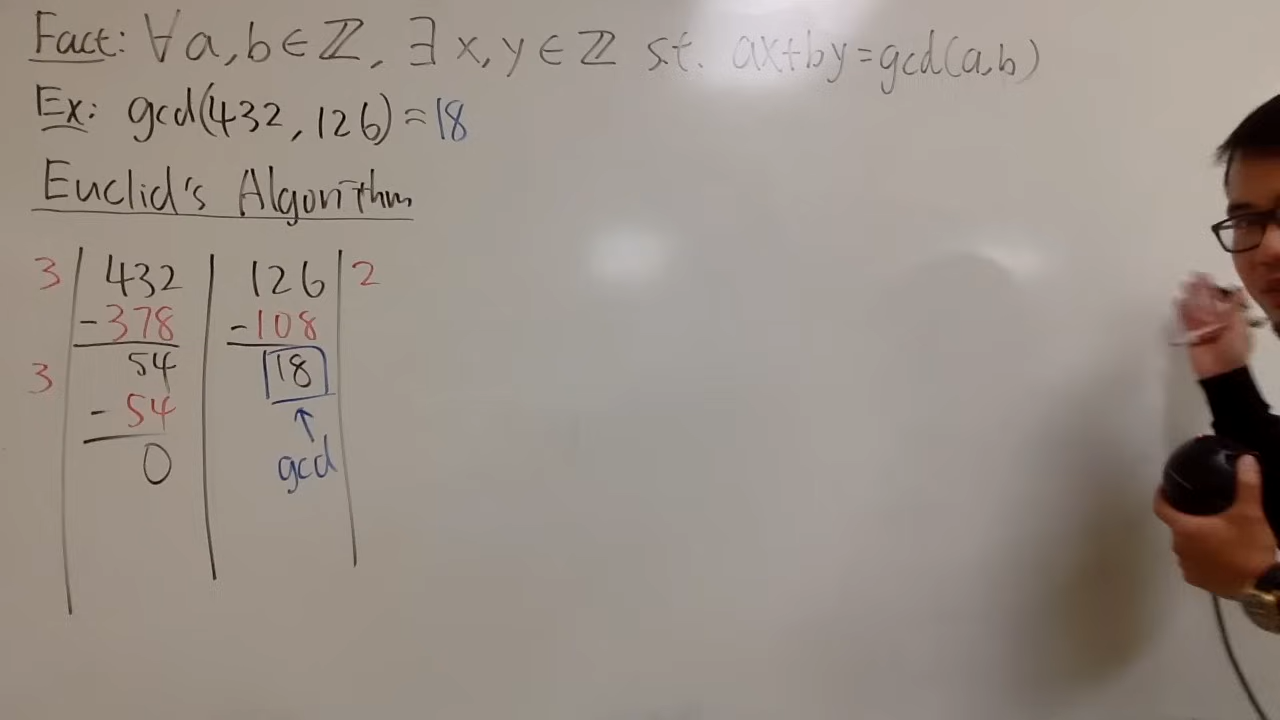 Fact: ∀a,b∈ℤ, ∃x,y∈ℤ s.t. ax+by=gcd(a,b)
Ex: gcd(432,126)=18
Euclid's Algorithm
3 432 126 2
-378 -108
54 18
3
-54
0 gcd